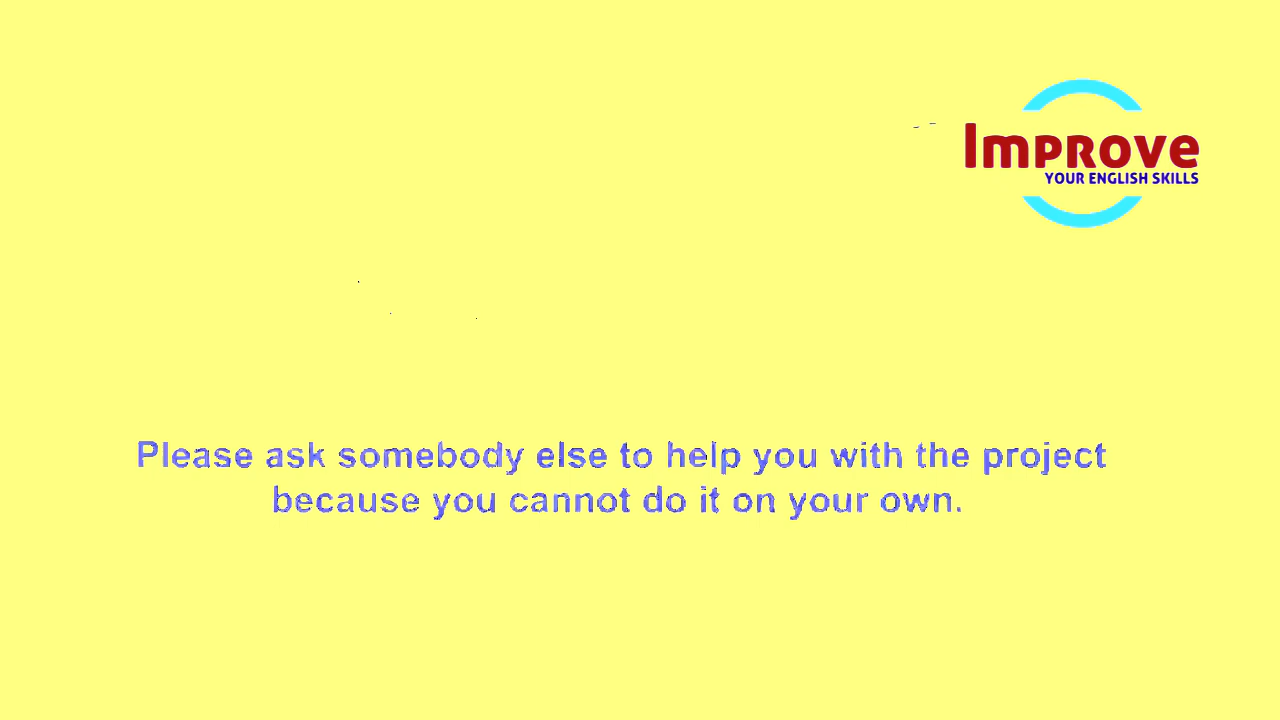 Improve
YOUR ENGLISH SKILLS
Please ask somebody else to help you with the project
because you cannot do it on your own.